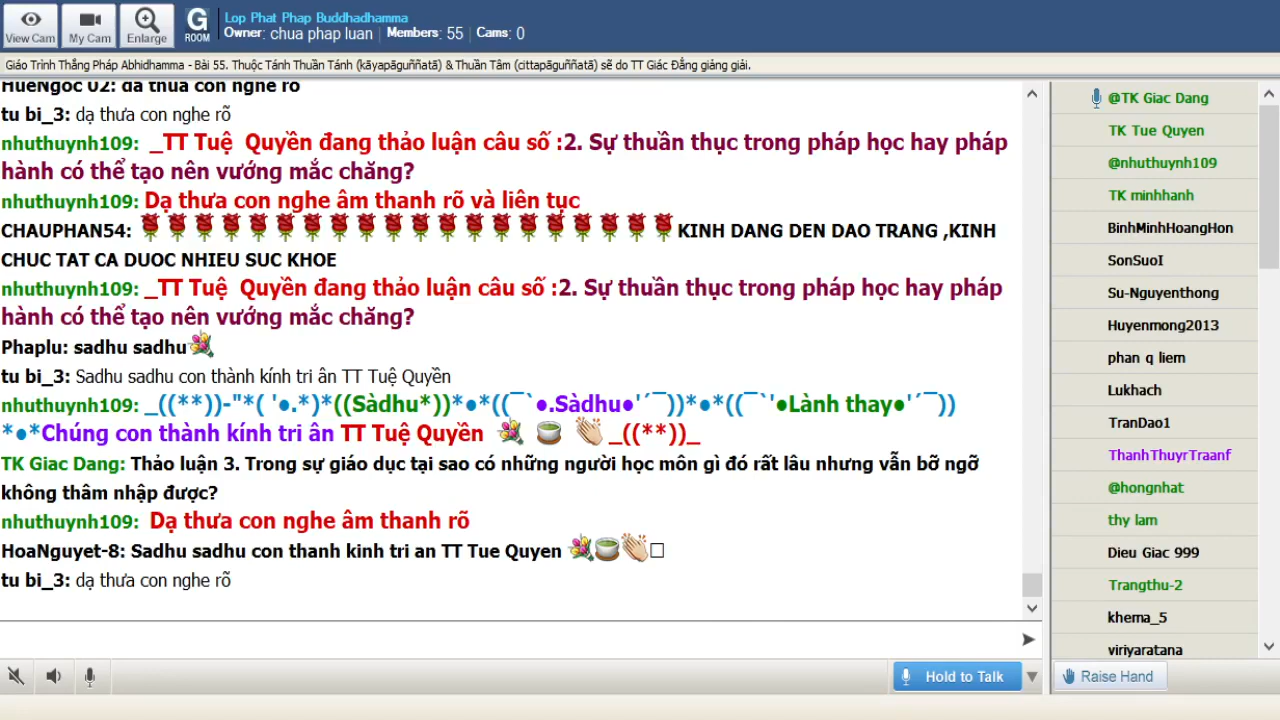 View Cam
My Cam
Enlarge
G ROOM
Lop Phat Phap Buddhadhamma
Owner: chua phap luan | Members: 55 | Cams: 0
Giáo Trình Thắng Pháp Abhidhamma - Bài 55. Thuộc Tánh Thuần Tánh (kāyapāguññatā) & Thuần Tâm (cittapāguññatā) sẽ do TT Giác Đẳng giảng giải.
HueNgoc 02: da thua con nghe ro
tu bi_3: dạ thưa con nghe rõ
nhuthuynh109: _TT Tuệ Quyền đang thảo luận câu số :2. Sự thuần thục trong pháp học hay pháp
hành có thể tạo nên vướng mắc chăng?
nhuthuynh109: Dạ thưa con nghe âm thanh rõ và liên tục
CHAUPHAN54: KINH DANG DEN DAO TRANG ,KINH
CHUC TAT CA DUOC NHIEU SUC KHOE
nhuthuynh109: _TT Tuệ Quyền đang thảo luận câu số :2. Sự thuần thục trong pháp học hay pháp
hành có thể tạo nên vướng mắc chăng?
Phaplu: sadhu sadhu
tu bi_3: Sadhu sadhu con thành kính tri ân TT Tuệ Quyền
nhuthuynh109: _((**))-"*( '●.*)*((Sàdhu*))*●*((¯`●.Sàdhu●'´¯))*●*((¯`'●Lành thay●'´¯))
*●*Chúng con thành kính tri ân TT Tuệ Quyền _((**))_
TK Giac Dang: Thảo luận 3. Trong sự giáo dục tại sao có những người học môn gì đó rất lâu nhưng vẫn bỡ ngỡ
không thâm nhập được?
nhuthuynh109: Dạ thưa con nghe âm thanh rõ
HoaNguyet-8: Sadhu sadhu con thanh kinh tri an TT Tue Quyen
tu bi_3: dạ thưa con nghe rõ
Hold to Talk
@TK Giac Dang
TK Tue Quyen
@nhuthuynh109
TK minhhanh
BinhMinhHoangHon
SonSuoI
Su-Nguyenthong
Huyenmong2013
phan q liem
Lukhach
TranDao1
ThanhThuyrTraanf
@hongnhat
thy lam
Dieu Giac 999
Trangthu-2
khema_5
viriyaratana
Raise Hand